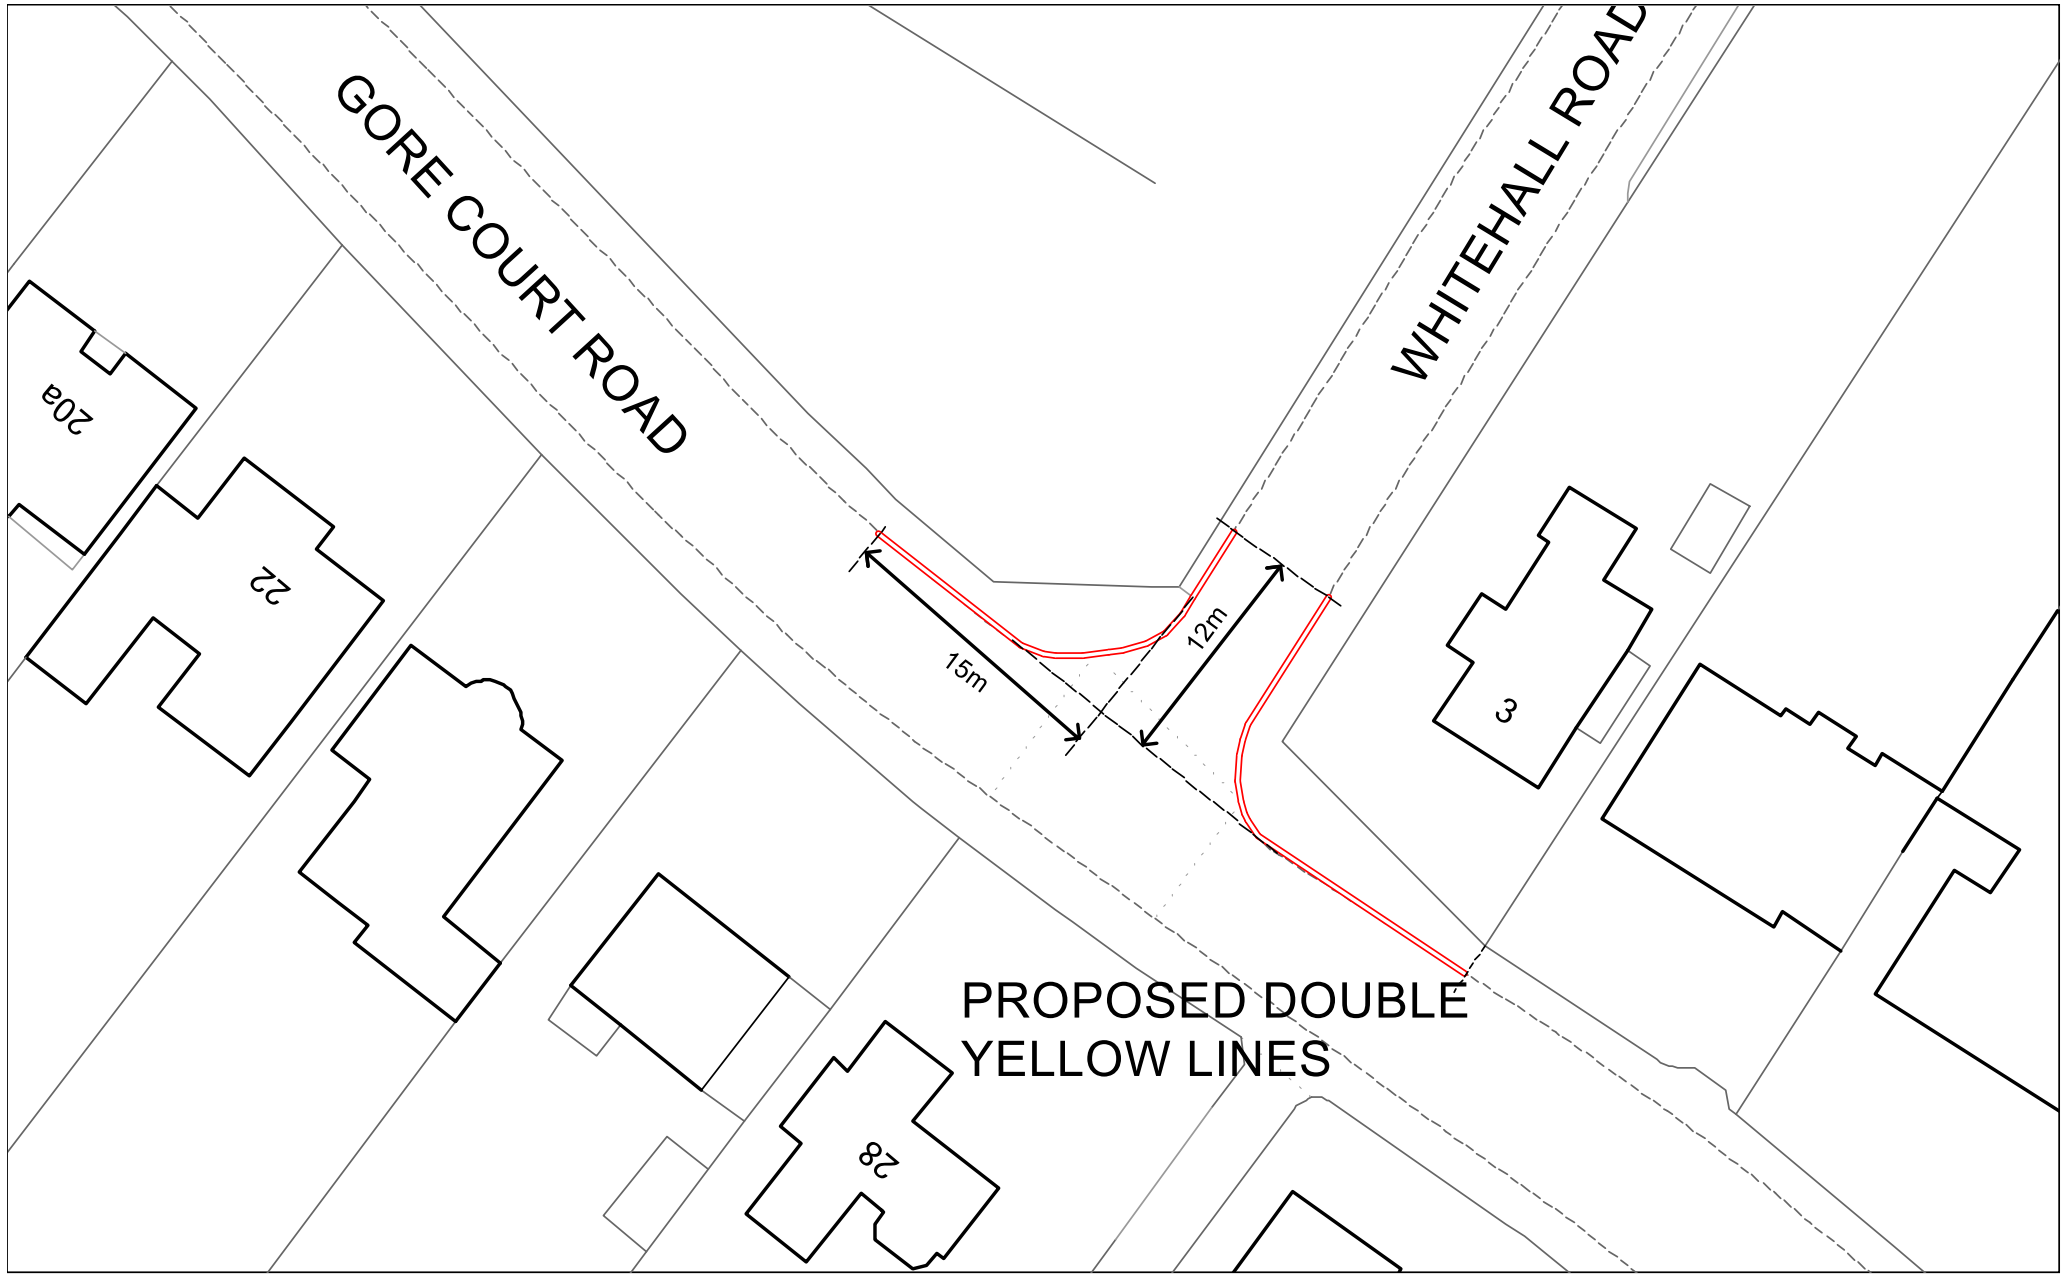 GORE COURT ROAD
WHITEHALL ROAD
20a
22
15m
12m
3
PROPOSED DOUBLE
YELLOW LINES
28